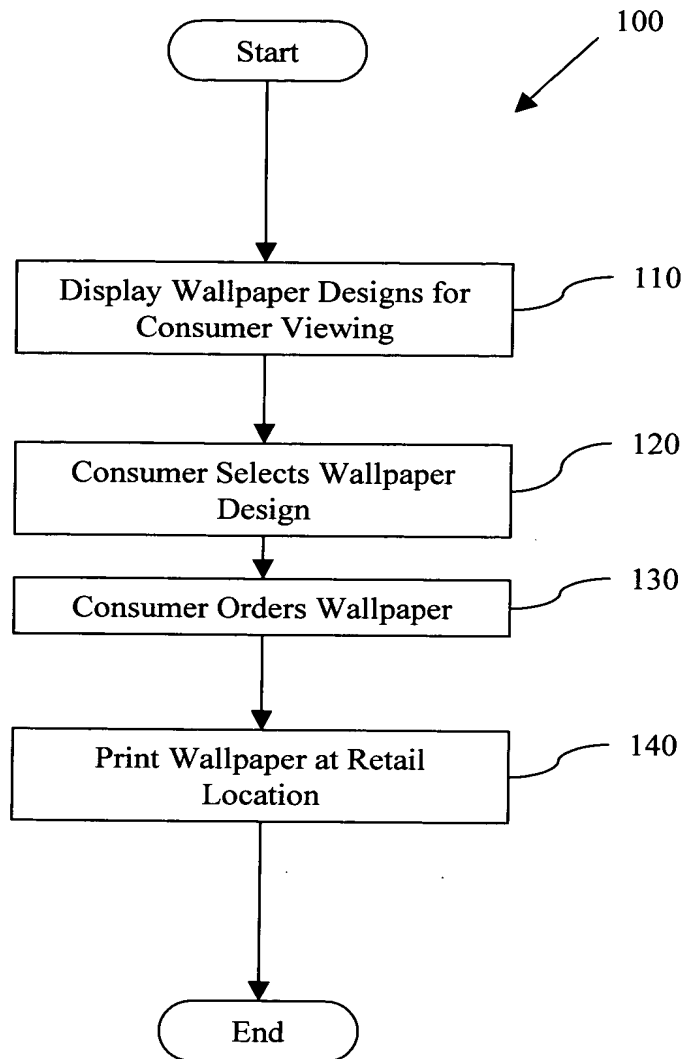 100
Start
Display Wallpaper Designs for
Consumer Viewing
110
Consumer Selects Wallpaper
Design
120
Consumer Orders Wallpaper
130
Print Wallpaper at Retail
Location
140
End